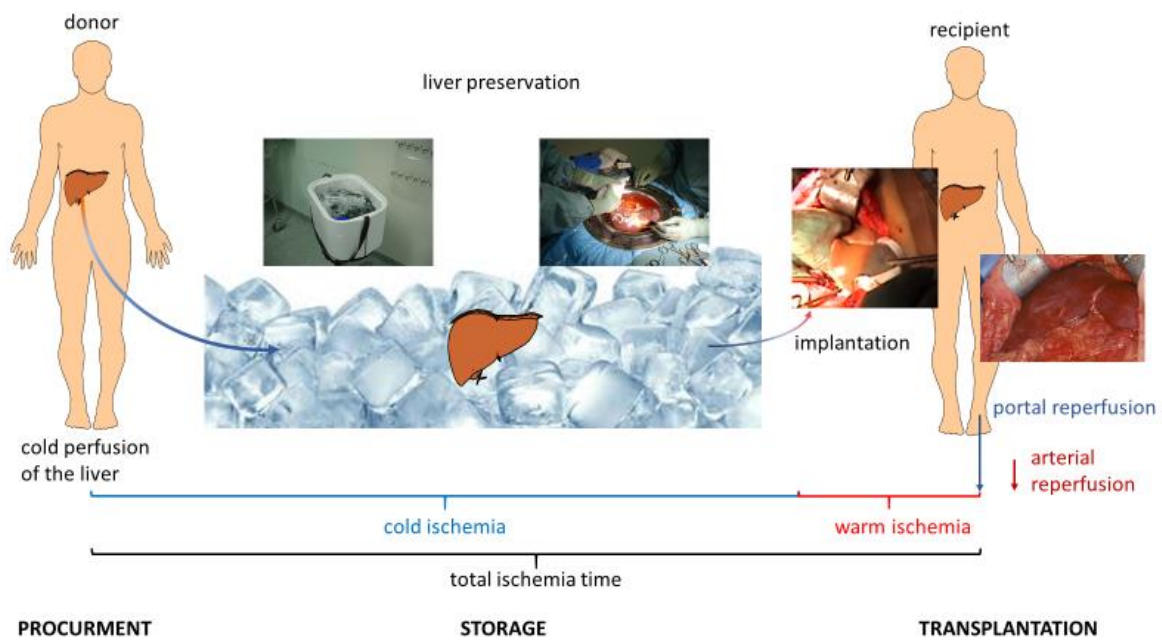 donor
recipient
liver preservation
implantation
portal reperfusion
cold perfusion
of the liver
arterial
reperfusion
cold ischemia
warm ischemia
total ischemia time
PROCURMENT
STORAGE
TRANSPLANTATION